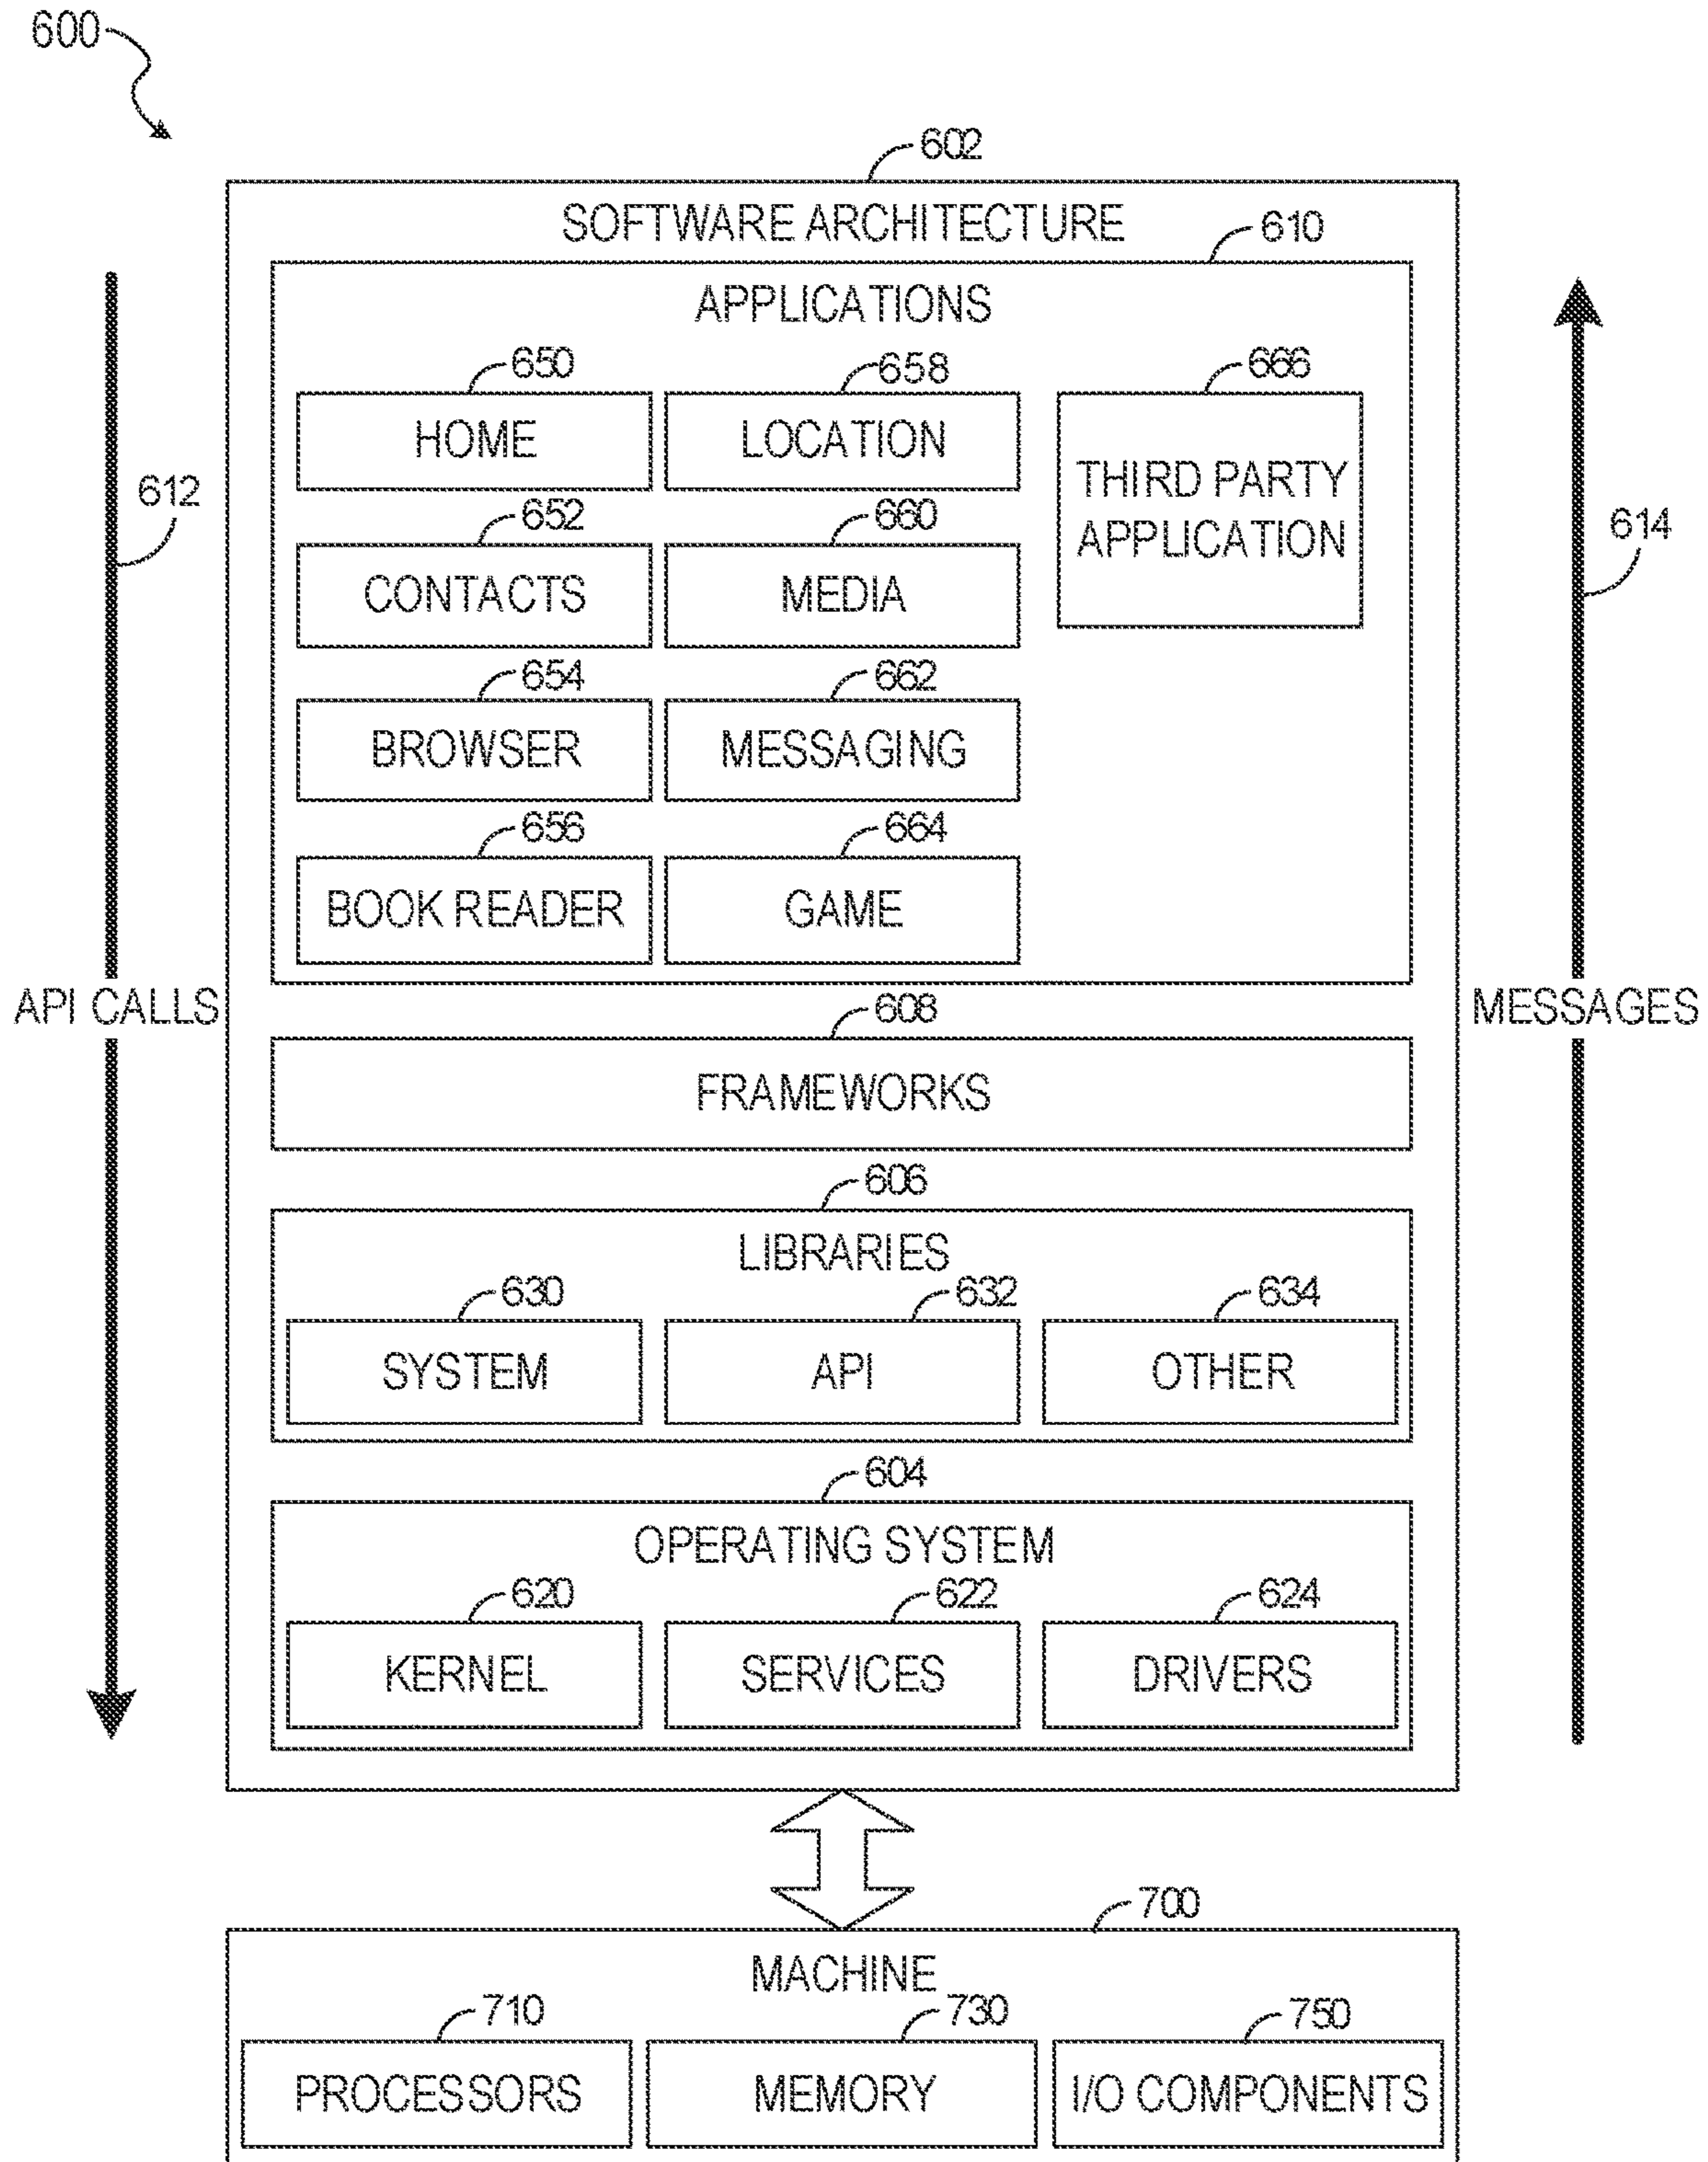 600
602
SOFTWARE ARCHITECTURE
610
APPLICATIONS
650
658
666
HOME
LOCATION
THIRD PARTY
APPLICATION
612
652
660
614
CONTACTS
MEDIA
654
662
BROWSER
MESSAGING
656
664
BOOK READER
GAME
API CALLS
MESSAGES
608
FRAMEWORKS
606
LIBRARIES
630
632
634
SYSTEM
API
OTHER
604
OPERATING SYSTEM
620
622
624
KERNEL
SERVICES
DRIVERS
700
MACHINE
710
730
750
PROCESSORS
MEMORY
I/O COMPONENTS